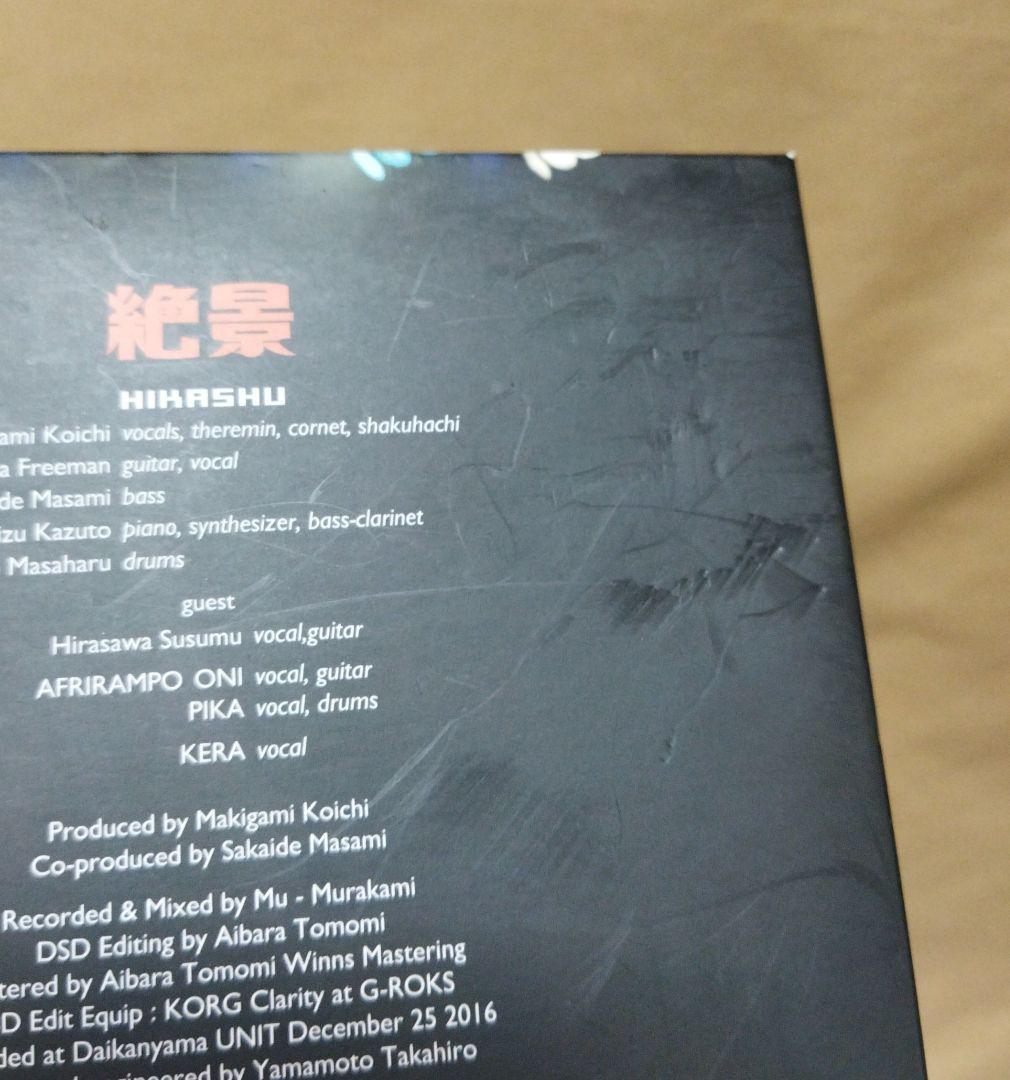 絶景
HIKASHU
ami Koichi vocals, theremin, cornet, shakuhachi
a Freeman guitar, vocal
de Masami bass
izu Kazuto piano, synthesizer, bass-clarinet
Masaharu drums
guest
Hirasawa Susumu vocal,guitar
AFRIRAMPO ONI vocal, guitar
PIKA vocal, drums
KERA vocal
Produced by Makigami Koichi
Co-produced by Sakaide Masami
Recorded & Mixed by Mu - Murakami
DSD Editing by Aibara Tomomi
tered by Aibara Tomomi Winns Mastering
D Edit Equip : KORG Clarity at G-ROKS
ded at Daikanyama UNIT December 25 2016
by Yamamoto Takahiro